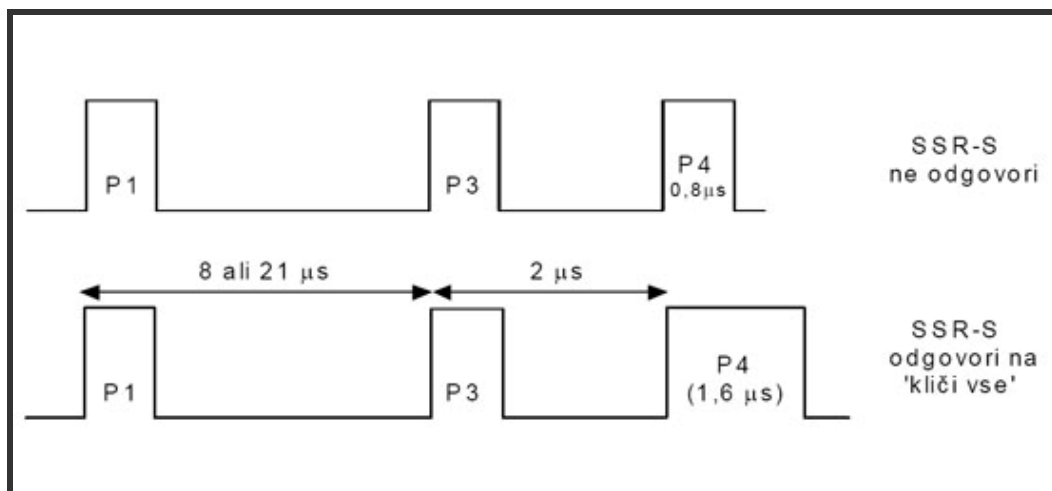 P1
P3
P4
0,8μs
SSR-S
ne odgovori
8 ali 21 μs
2 μs
P1
P3
P4
(1,6 μs)
SSR-S
odgovori na
'kliči vse'